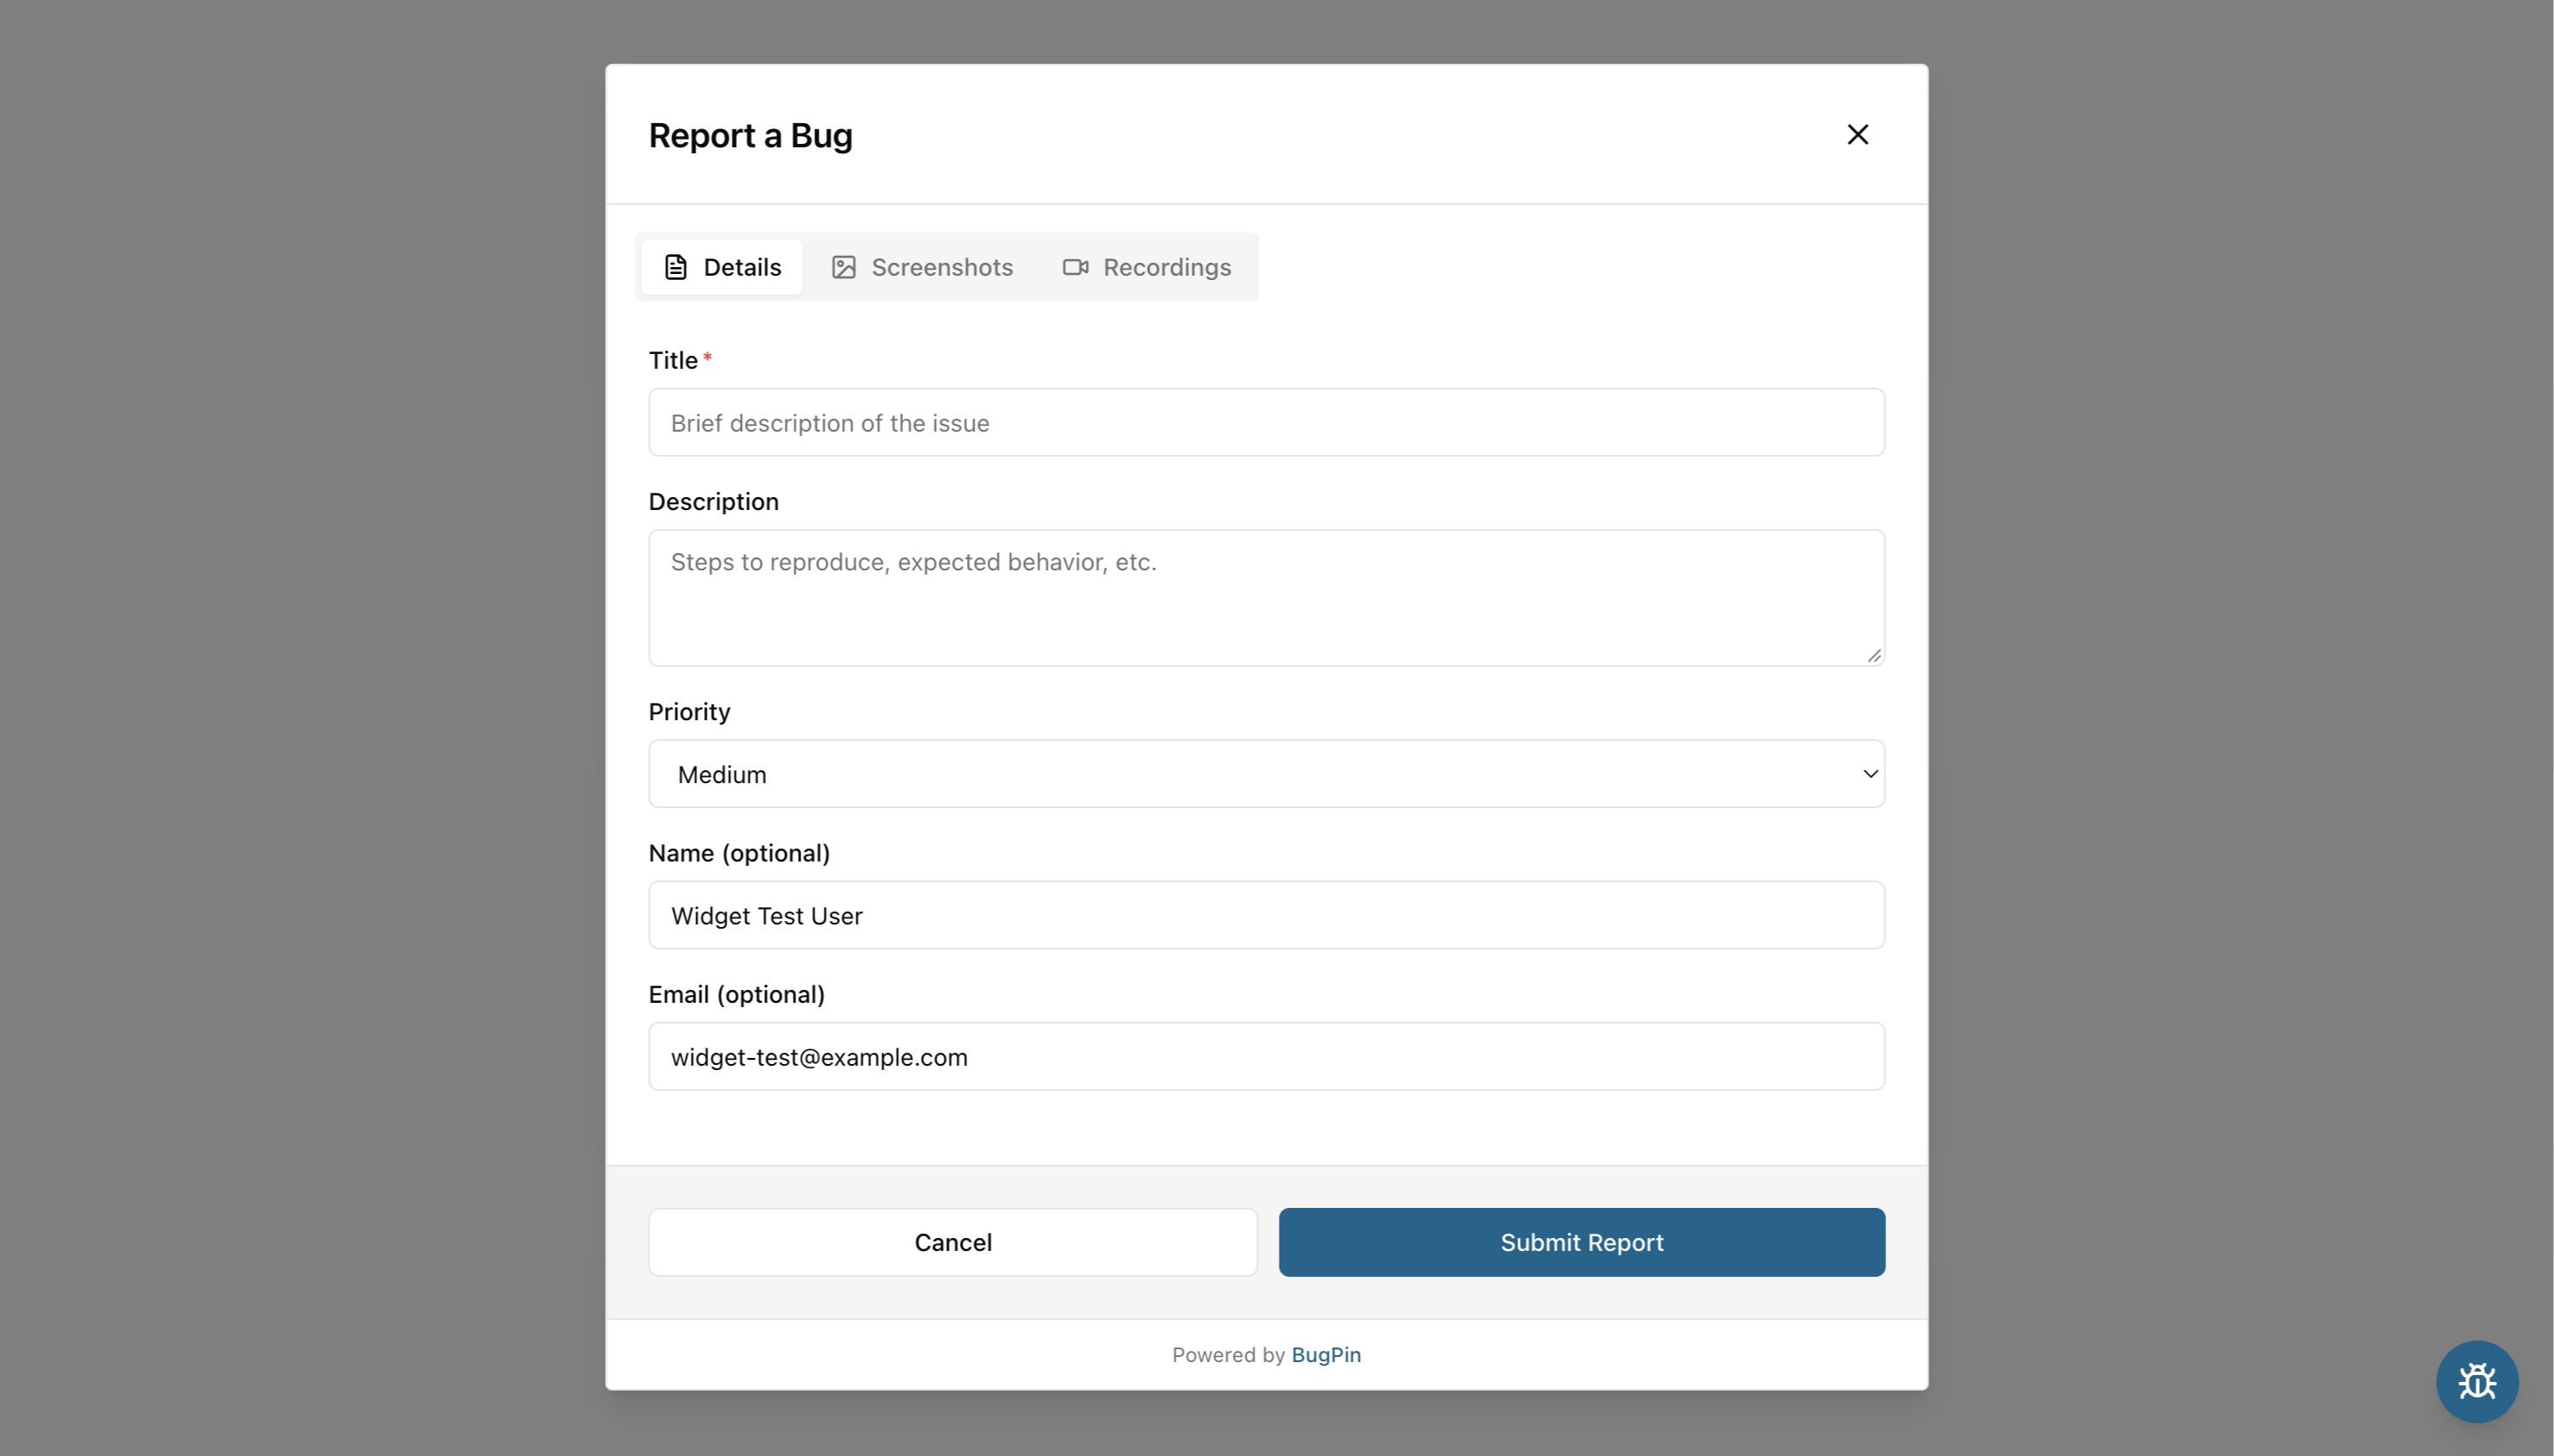 Report a Bug
Details Screenshots Recordings
Title *
Brief description of the issue
Description
Steps to reproduce, expected behavior, etc.
Priority
Medium
Name (optional)
Widget Test User
Email (optional)
widget-test@example.com
Cancel Submit Report
Powered by BugPin